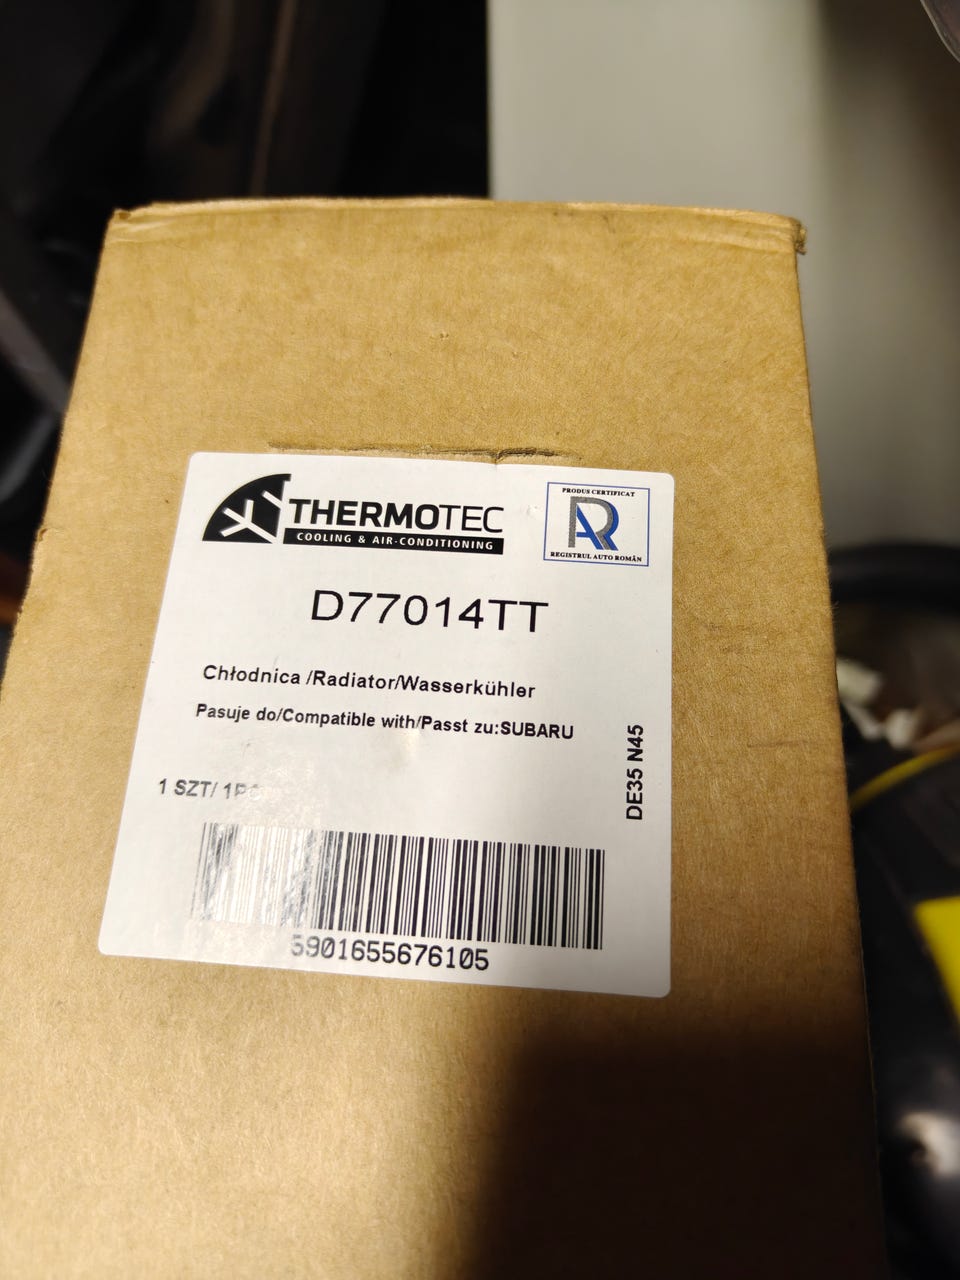 THERMOTEC
COOLING & AIR-CONDITIONING
PRODUS CERTIFICAT
RAR
REGISTRUL AUTO ROMÂN
D77014TT
Chłodnica /Radiator/Wasserkühler
Pasuje do/Compatible with/Passt zu:SUBARU
DE35 N45
1 SZT/
5901655676105